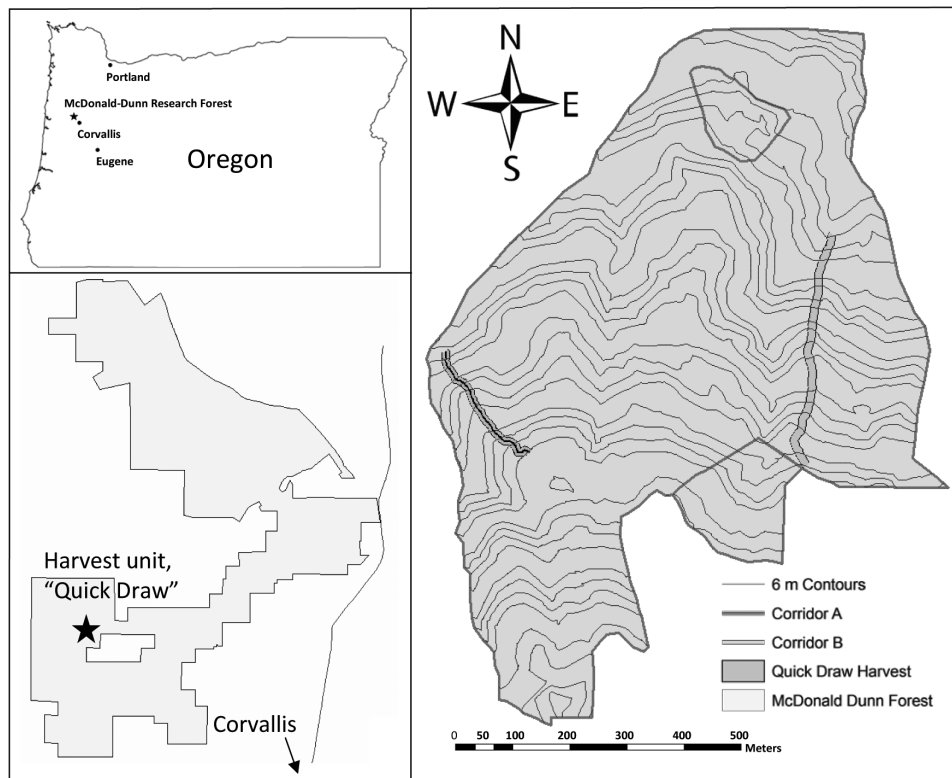 Portland
McDonald-Dunn Research Forest
Corvallis
Eugene
Oregon
Harvest unit,
“Quick Draw”
Corvallis
N
W E
S
6 m Contours
Corridor A
Corridor B
Quick Draw Harvest
McDonald Dunn Forest
0 50 100 200 300 400 500
Meters